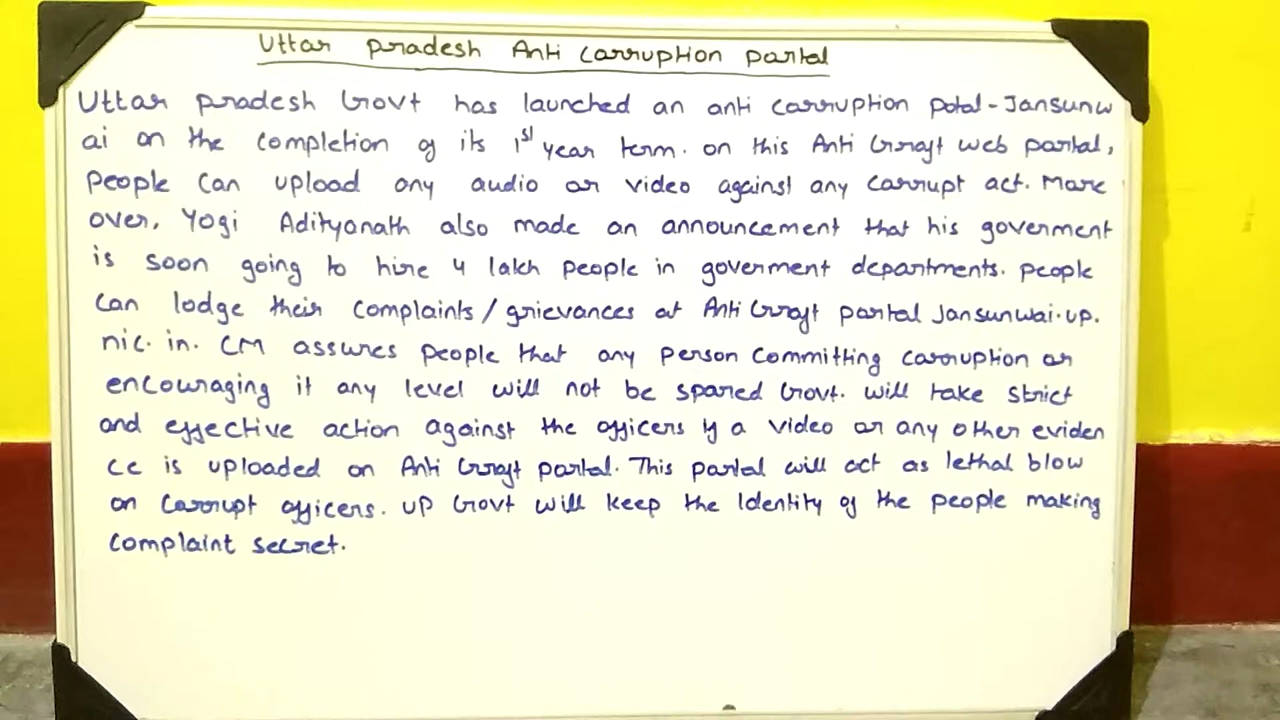 Uttar pradesh Anti Corruption portal
Uttar pradesh Govt has launched an anti corruption potal-Jansunw
ai on the completion of its 1st year term. on this Anti Graft web portal,
People can upload any audio or video against any corrupt act. More
over, Yogi Adityanath also made an announcement that his goverment
is soon going to hire 4 lakh people in goverment departments. people
can lodge their complaints/grievances at Anti Graft portal Jansunwai.up.
nic.in. CM assures people that any person committing corruption or
encouraging it any level will not be spared Govt. will take strict
and effective action against the officers if a video or any other eviden
ce is uploaded on Anti Graft portal. This portal will act as lethal blow
on corrupt officers. UP Govt will keep the Identity of the people making
complaint secret.